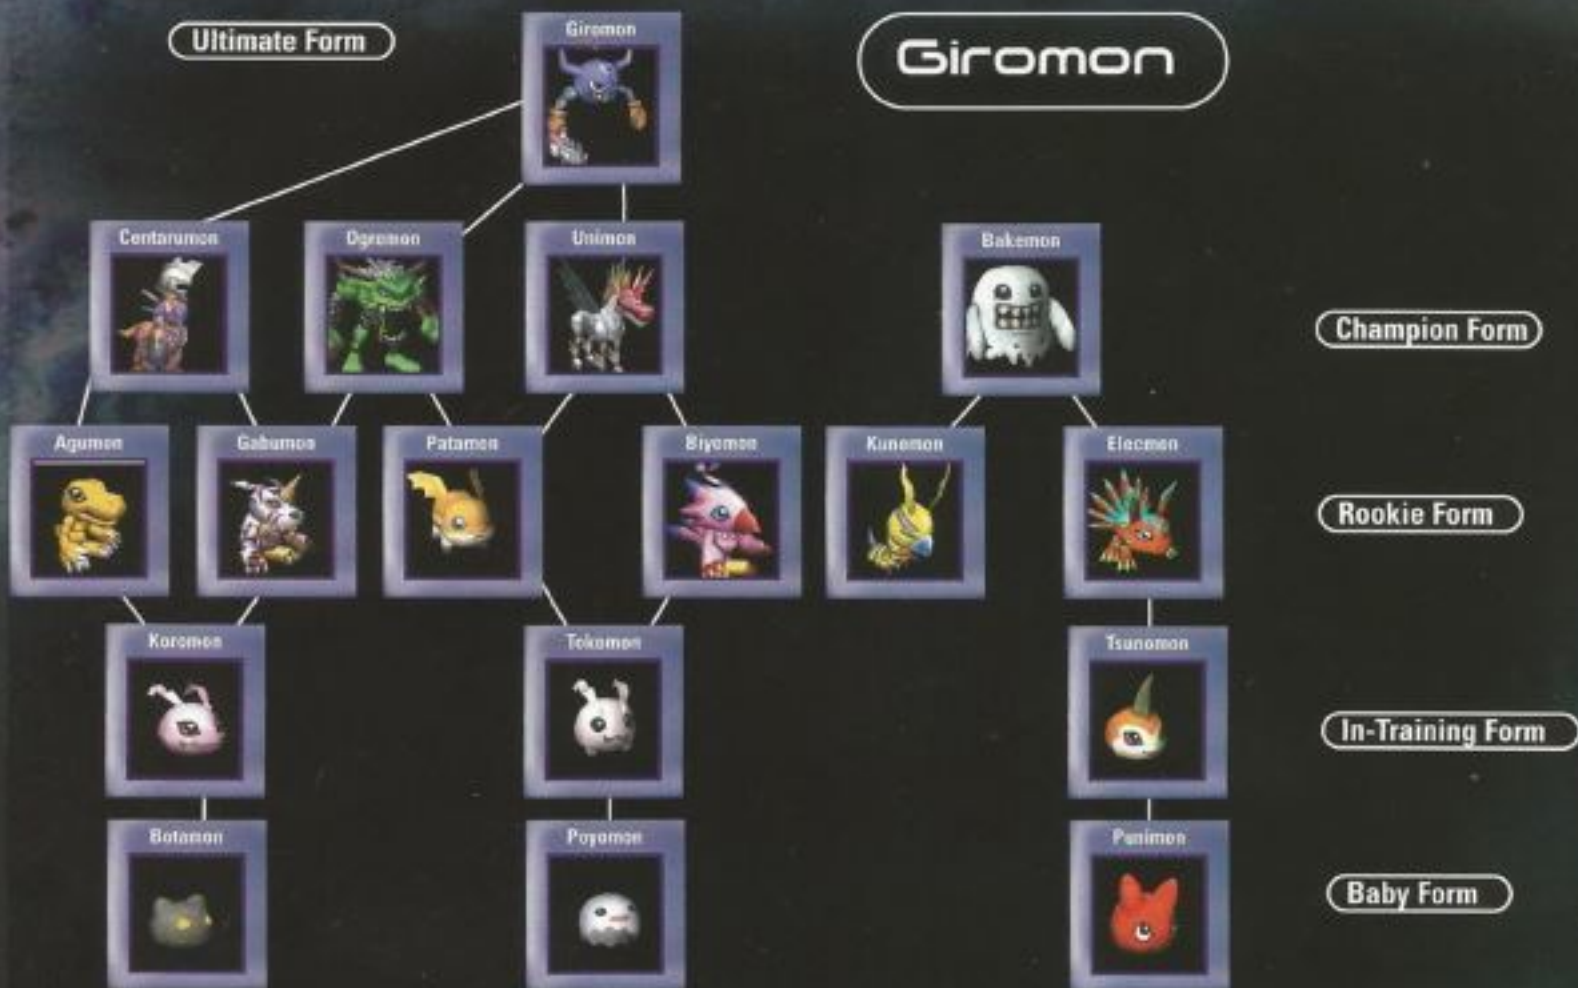 Ultimate Form
Giromon
Giromon
Centarumon
Ogremon
Unimon
Bakemon
Champion Form
Agumon
Gabumon
Patamon
Biyomon
Kunemon
Elecmon
Rookie Form
Koromon
Tokomon
Tsunomon
In-Training Form
Botamon
Poyomon
Punimon
Baby Form